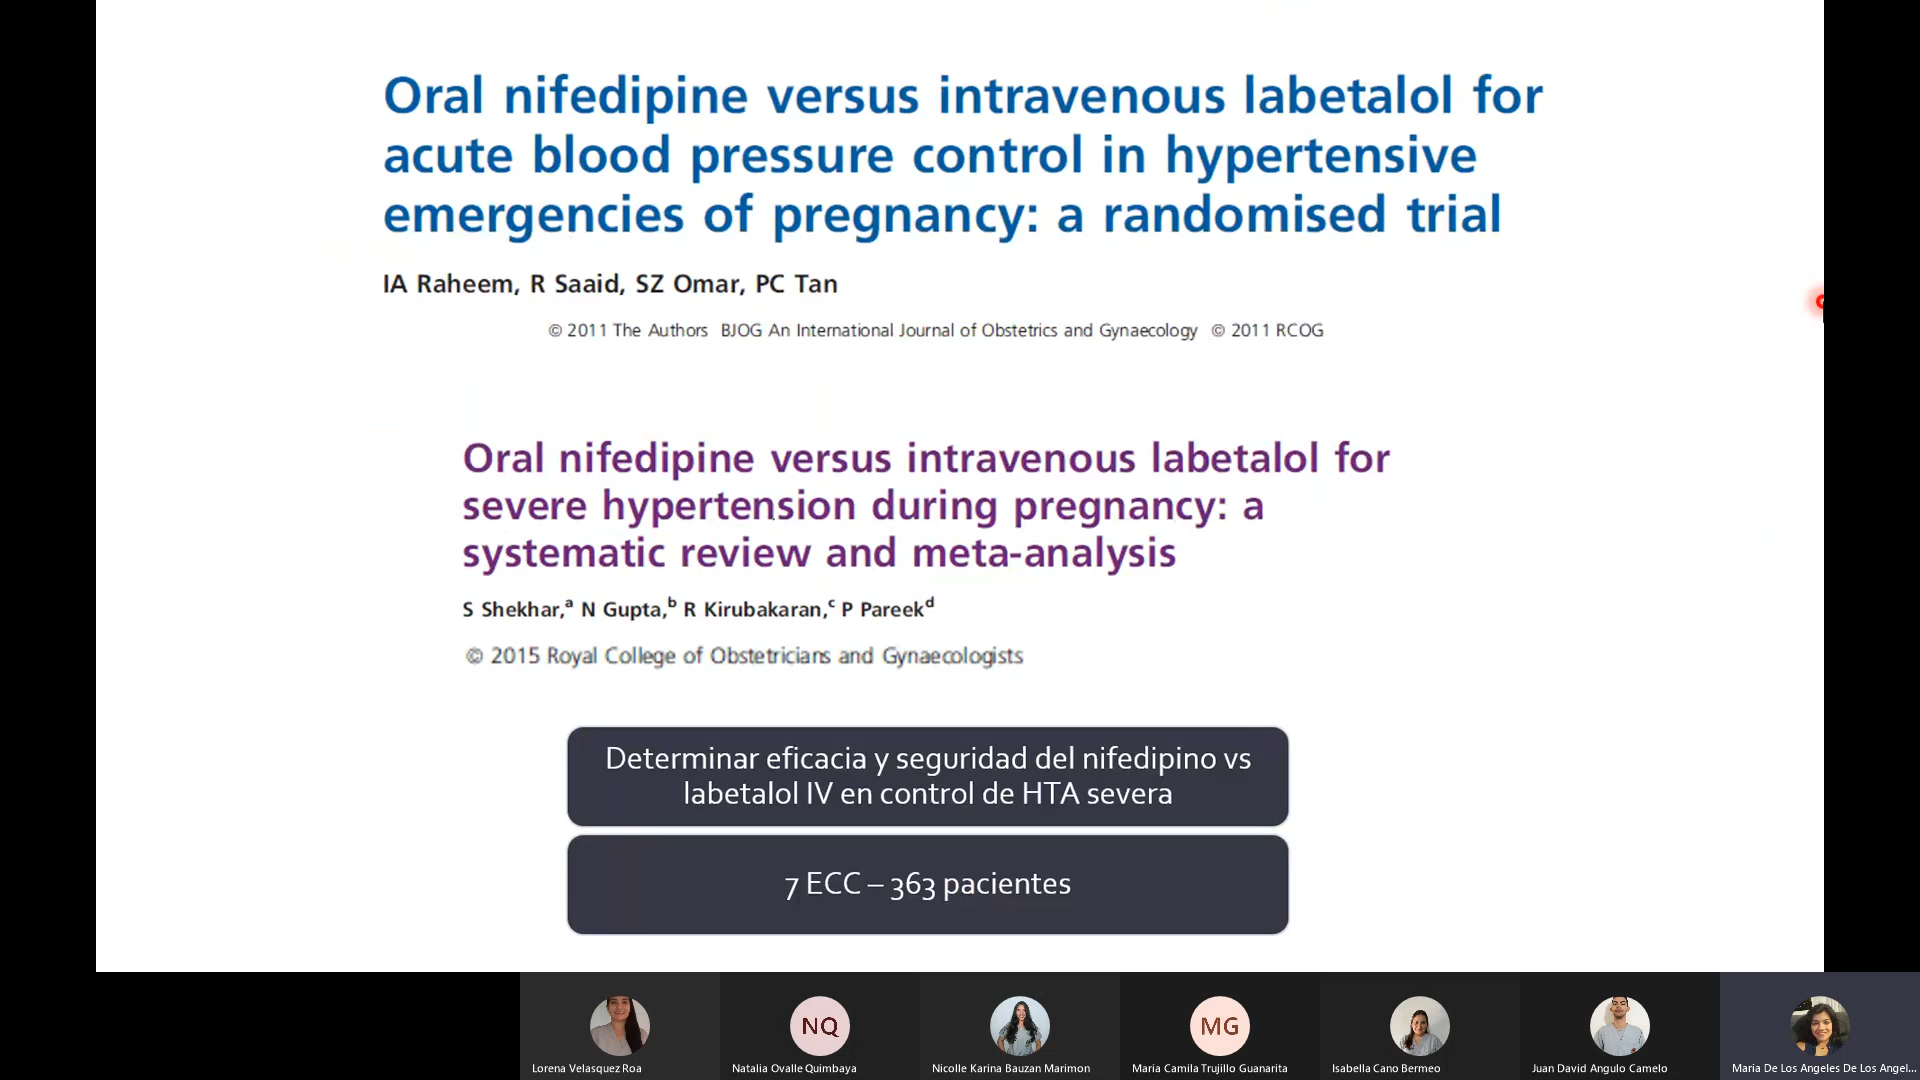 Oral nifedipine versus intravenous labetalol for
acute blood pressure control in hypertensive
emergencies of pregnancy: a randomised trial
IA Raheem, R Saaid, SZ Omar, PC Tan
© 2011 The Authors BJOG An International Journal of Obstetrics and Gynaecology © 2011 RCOG
Oral nifedipine versus intravenous labetalol for
severe hypertension during pregnancy: a
systematic review and meta-analysis
S Shekhar,a N Gupta,b R Kirubakaran,c P Pareekd
© 2015 Royal College of Obstetricians and Gynaecologists
Determinar eficacia y seguridad del nifedipino vs
labetalol IV en control de HTA severa
7 ECC – 363 pacientes
NQ
MG
Lorena Velasquez Roa
Natalia Ovalle Quimbaya
Nicolle Karina Bauzan Marimon
Maria Camila Trujillo Guanarita
Isabella Cano Bermeo
Juan David Angulo Camelo
Maria De Los Angeles De Los Angel...